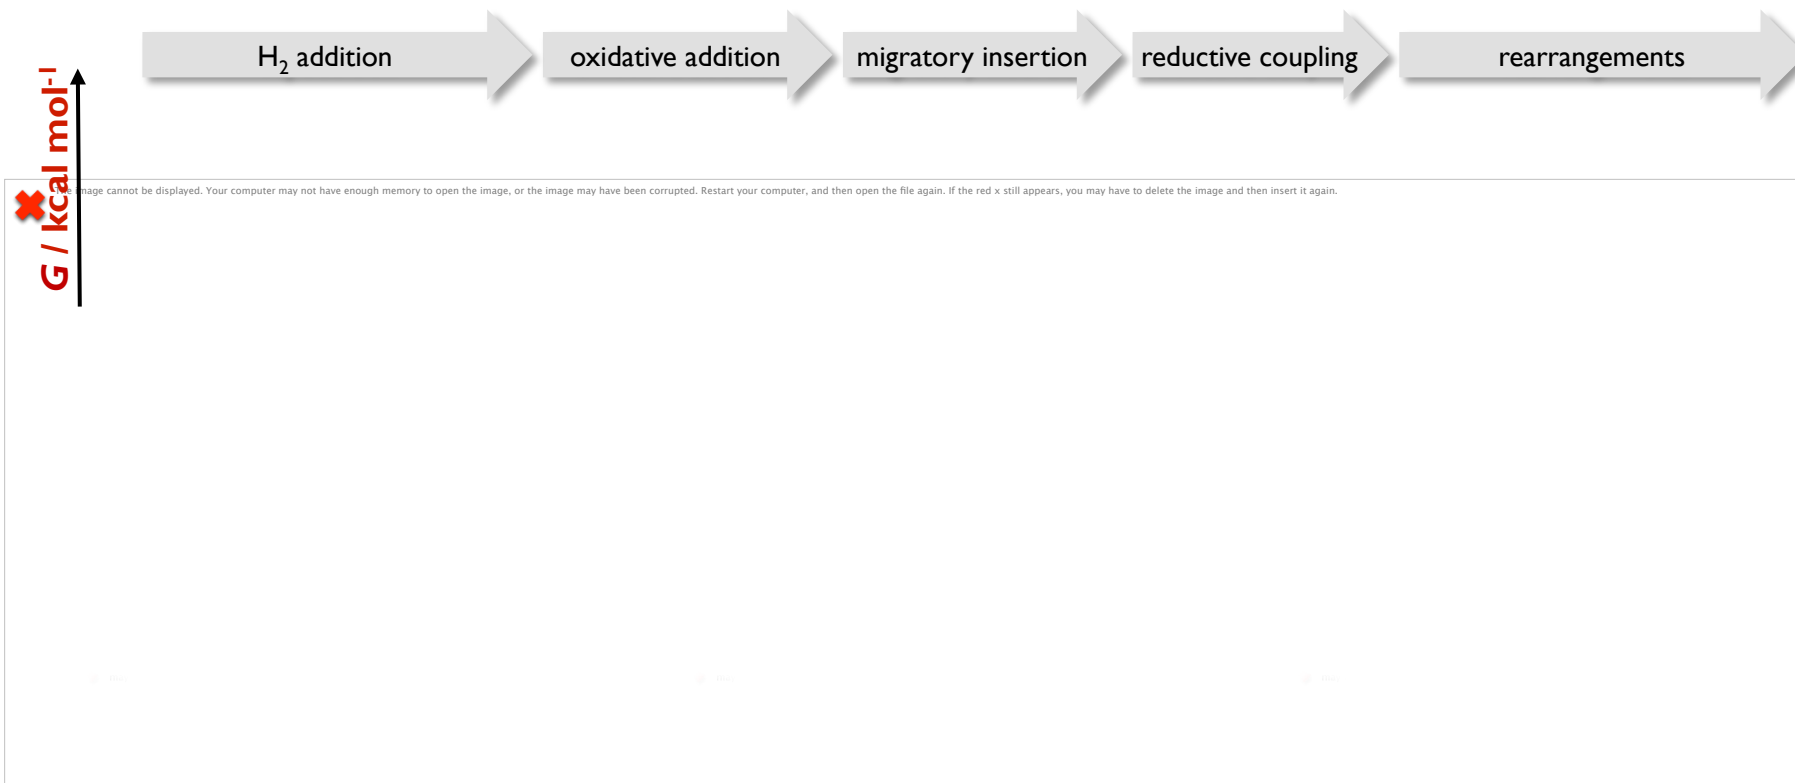 H₂ addition
oxidative addition
migratory insertion
reductive coupling
rearrangements
G / kcal mol⁻¹
image cannot be displayed. Your computer may not have enough memory to open the image, or the image may have been corrupted. Restart your computer, and then open the file again. If the red x still appears, you may have to delete the image and then insert it again.